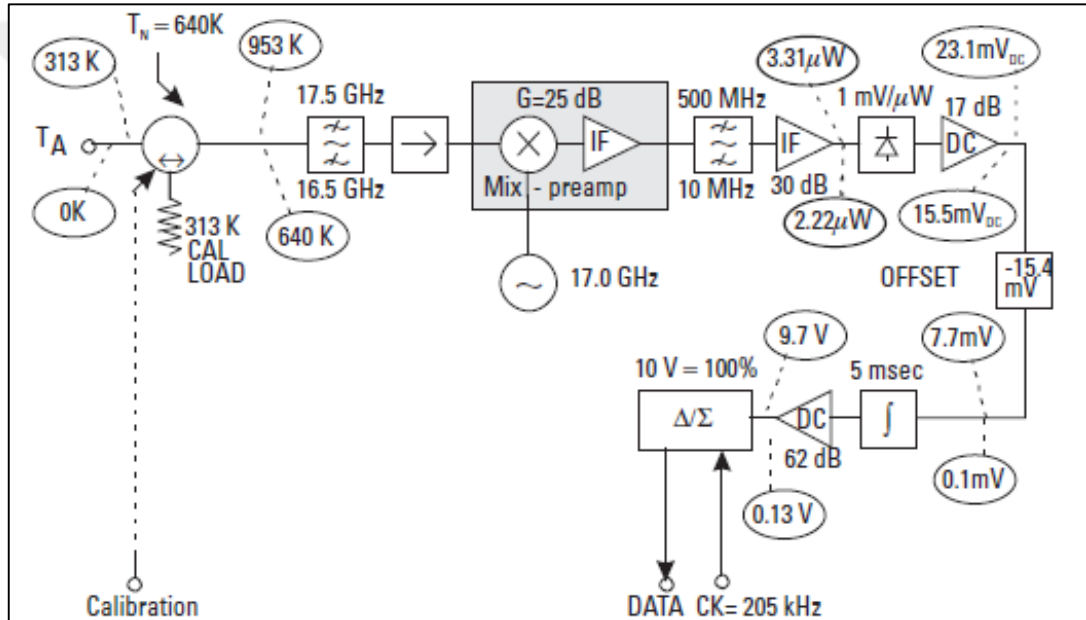 T_N = 640K
313 K
953 K
3.31µW
23.1mV_DC
17.5 GHz
G=25 dB
500 MHz
1 mV/µW
17 dB
T_A
IF
IF
DC
Mix. - preamp
16.5 GHz
10 MHz
30 dB
0K
313 K
CAL
LOAD
640 K
2.22µW
15.5mV_DC
17.0 GHz
OFFSET
-15.4
mV
9.7 V
7.7mV
10 V = 100%
5 msec
Δ/Σ
DC
∫
62 dB
0.13 V
0.1mV
Calibration
DATA
CK= 205 kHz